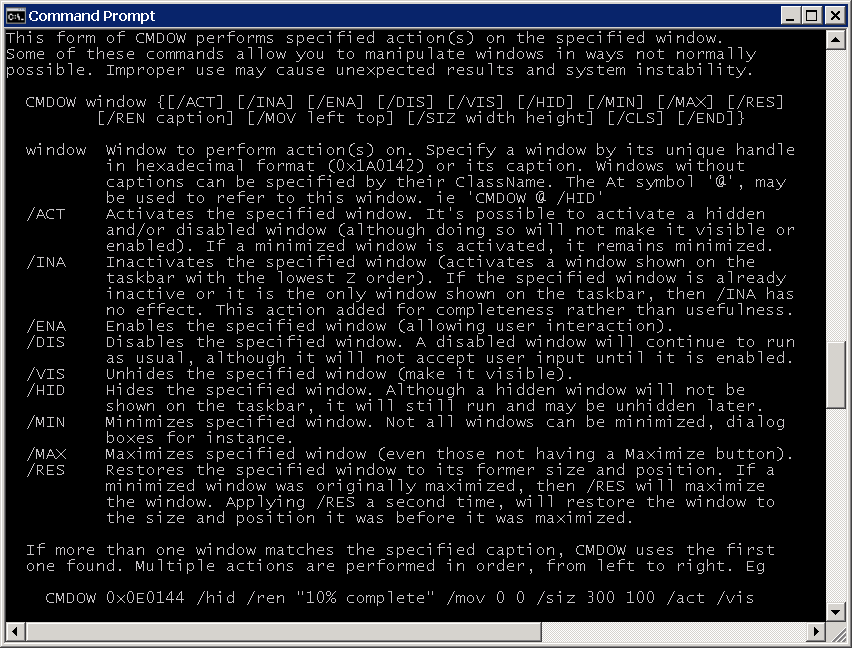 Command Prompt
This form of CMDOW performs specified action(s) on the specified window.
Some of these commands allow you to manipulate windows in ways not normally
possible. Improper use may cause unexpected results and system instability.
CMDOW window {[/ACT] [/INA] [/ENA] [/DIS] [/VIS] [/HID] [/MIN] [/MAX] [/RES]
[/REN caption] [/MOV left top] [/SIZ width height] [/CLS] [/END]}
window Window to perform action(s) on. Specify a window by its unique handle
in hexadecimal format (0x1A0142) or its caption. Windows without
captions can be specified by their ClassName. The At symbol '@', may
be used to refer to this window. ie 'CMDOW @ /HID'
/ACT Activates the specified window. It's possible to activate a hidden
and/or disabled window (although doing so will not make it visible or
enabled). If a minimized window is activated, it remains minimized.
/INA Inactivates the specified window (activates a window shown on the
taskbar with the lowest Z order). If the specified window is already
inactive or it is the only window shown on the taskbar, then /INA has
no effect. This action added for completeness rather than usefulness.
/ENA Enables the specified window (allowing user interaction).
/DIS Disables the specified window. A disabled window will continue to run
as usual, although it will not accept user input until it is enabled.
/VIS Unhides the specified window (make it visible).
/HID Hides the specified window. Although a hidden window will not be
shown on the taskbar, it will still run and may be unhidden later.
/MIN Minimizes specified window. Not all windows can be minimized, dialog
boxes for instance.
/MAX Maximizes specified window (even those not having a Maximize button).
/RES Restores the specified window to its former size and position. If a
minimized window was originally maximized, then /RES will maximize
the window. Applying /RES a second time, will restore the window to
the size and position it was before it was maximized.
If more than one window matches the specified caption, CMDOW uses the first
one found. Multiple actions are performed in order, from left to right. Eg
CMDOW 0x0E0144 /hid /ren "10% complete" /mov 0 0 /siz 300 100 /act /vis